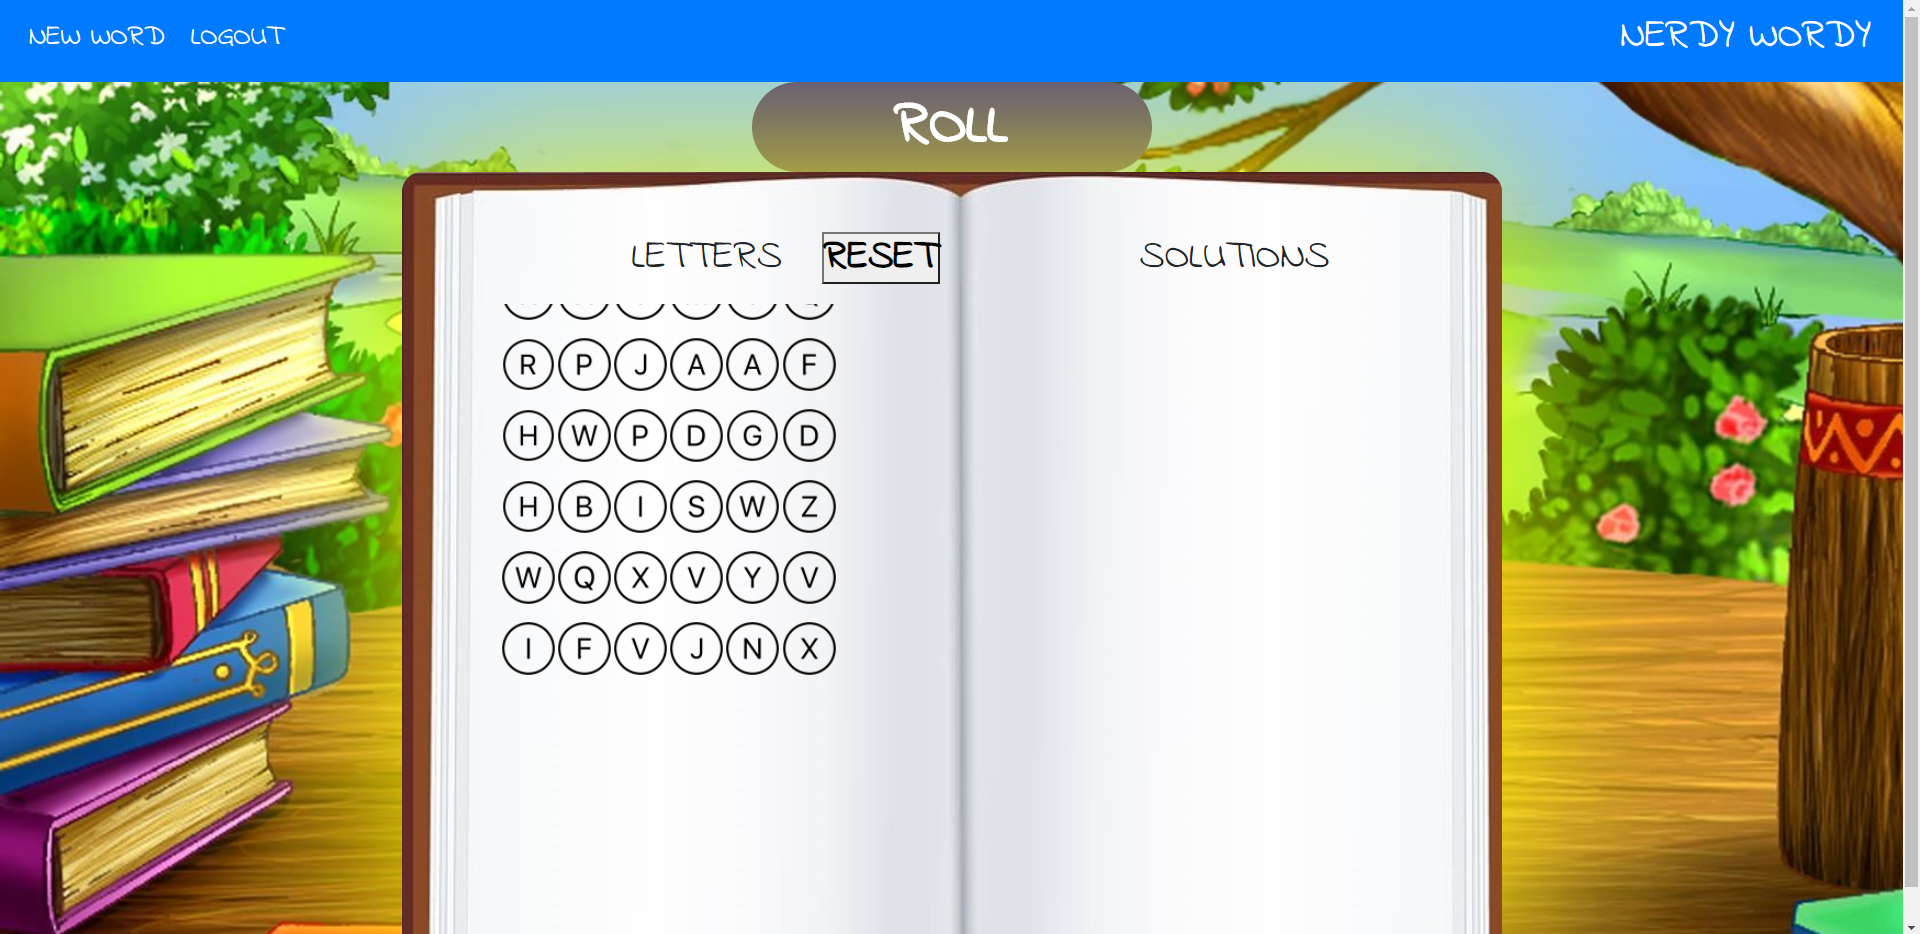 NEW WORD LOGOUT NERDY WORDY
ROLL
LETTERS RESET SOLUTIONS
R P J A A F
H W P D G D
H B I S W Z
W Q X V Y V
I F V J N X